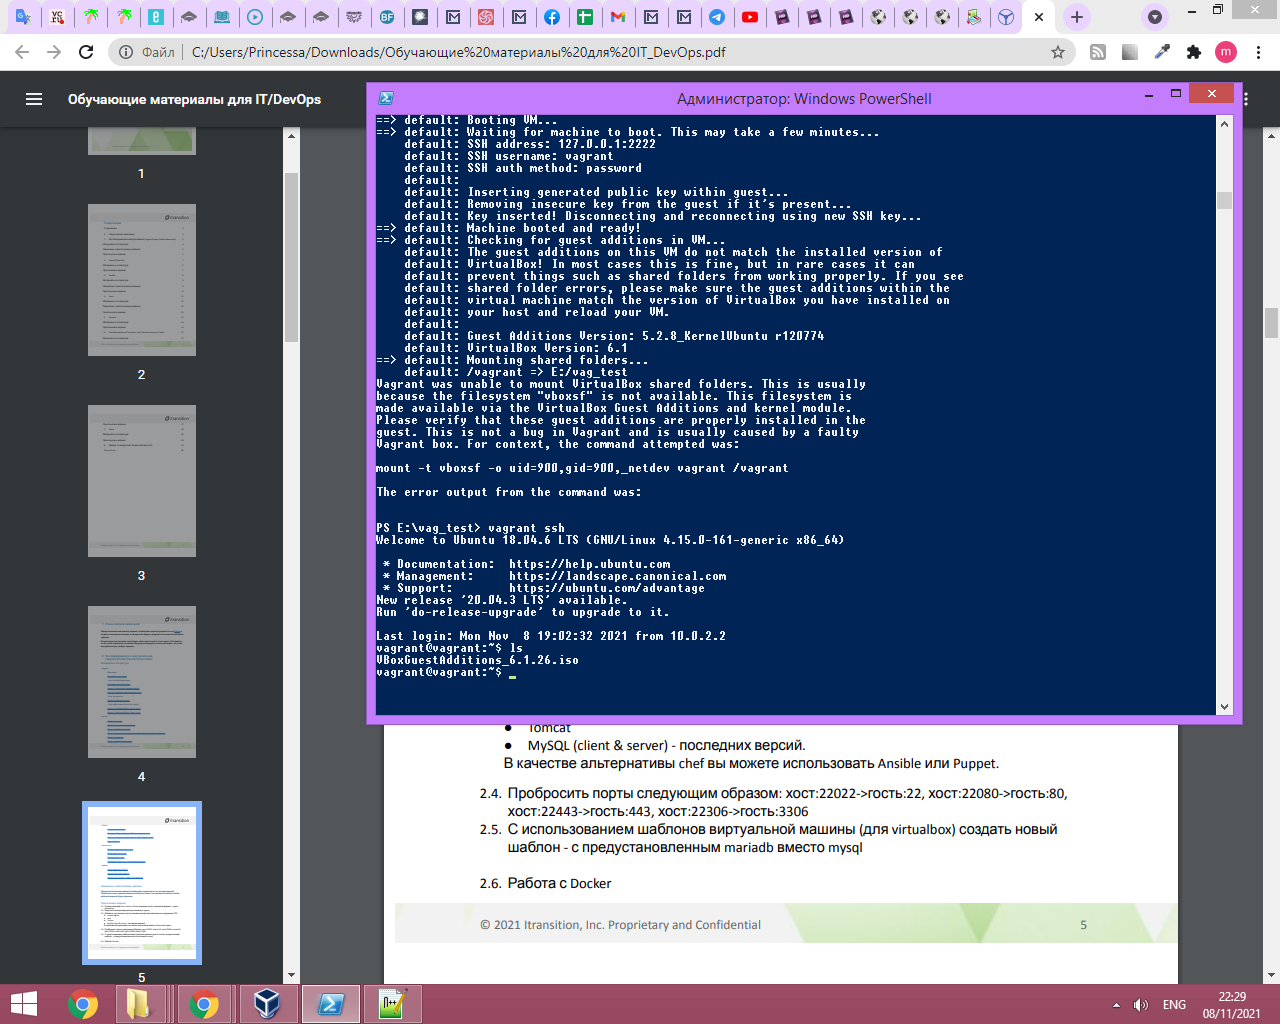 Файл
C:/Users/Princessa/Downloads/Обучающие%20материалы%20для%20IT_DevOps.pdf
m
Обучающие материалы для IT/DevOps
Администратор: Windows PowerShell
==> default: Booting VM...
==> default: Waiting for machine to boot. This may take a few minutes...
default: SSH address: 127.0.0.1:2222
default: SSH username: vagrant
default: SSH auth method: password
default:
default: Inserting generated public key within guest...
default: Removing insecure key from the guest if it's present...
default: Key inserted! Disconnecting and reconnecting using new SSH key...
==> default: Machine booted and ready!
==> default: Checking for guest additions in VM...
default: The guest additions on this VM do not match the installed version of
default: VirtualBox! In most cases this is fine, but in rare cases it can
default: prevent things such as shared folders from working properly. If you see
default: shared folder errors, please make sure the guest additions within the
default: virtual machine match the version of VirtualBox you have installed on
default: your host and reload your VM.
default:
default: Guest Additions Version: 5.2.8_KernelUbuntu r120774
default: VirtualBox Version: 6.1
==> default: Mounting shared folders...
default: /vagrant => E:/vag_test
Vagrant was unable to mount VirtualBox shared folders. This is usually
because the filesystem "vboxsf" is not available. This filesystem is
made available via the VirtualBox Guest Additions and kernel module.
Please verify that these guest additions are properly installed in the
guest. This is not a bug in Vagrant and is usually caused by a faulty
Vagrant box. For context, the command attempted was:
mount -t vboxsf -o uid=900,gid=900,_netdev vagrant /vagrant
The error output from the command was:
PS E:\vag_test> vagrant ssh
Welcome to Ubuntu 18.04.6 LTS (GNU/Linux 4.15.0-161-generic x86_64)
* Documentation: https://help.ubuntu.com
* Management: https://landscape.canonical.com
* Support: https://ubuntu.com/advantage
New release '20.04.3 LTS' available.
Run 'do-release-upgrade' to upgrade to it.
Last login: Mon Nov 8 19:02:32 2021 from 10.0.2.2
vagrant@vagrant:~$ ls
VBoxGuestAdditions_6.1.26.iso
vagrant@vagrant:~$ _
1
2
3
4
5
● Tomcat
● MySQL (client & server) - последних версий.
В качестве альтернативы chef вы можете использовать Ansible или Puppet.
2.4. Пробросить порты следующим образом: хост:22022->гость:22, хост:22080->гость:80,
хост:22443->гость:443, хост:22306->гость:3306
2.5. С использованием шаблонов виртуальной машины (для virtualbox) создать новый
шаблон - с предустановленным mariadb вместо mysql
2.6. Работа с Docker
© 2021 Itransition, Inc. Proprietary and Confidential
5
ENG
22:29
08/11/2021